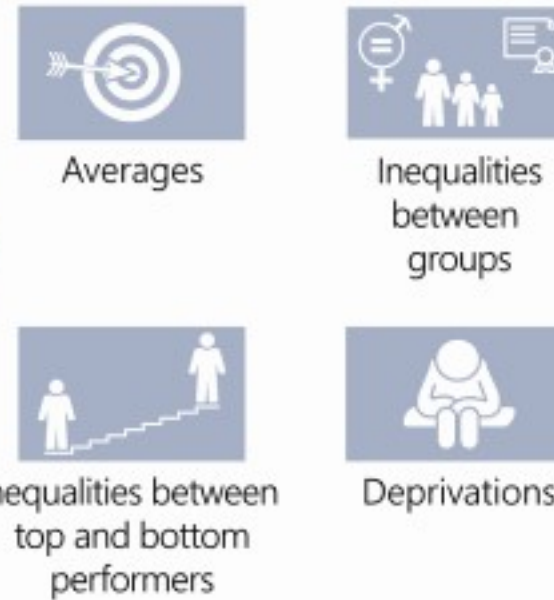 Averages
Inequalities
between
groups
nequalities between
top and bottom
performers
Deprivations